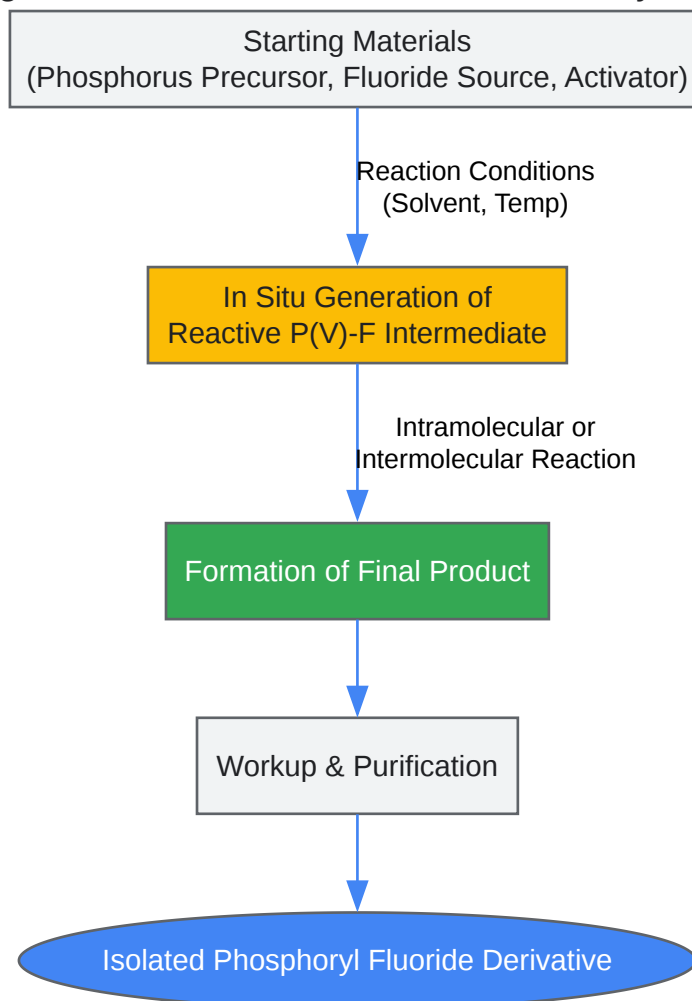 Starting Materials
(Phosphorus Precursor, Fluoride Source, Activator)
Reaction Conditions
(Solvent, Temp)
In Situ Generation of
Reactive P(V)-F Intermediate
Intramolecular or
Intermolecular Reaction
Formation of Final Product
Workup & Purification
Isolated Phosphoryl Fluoride Derivative